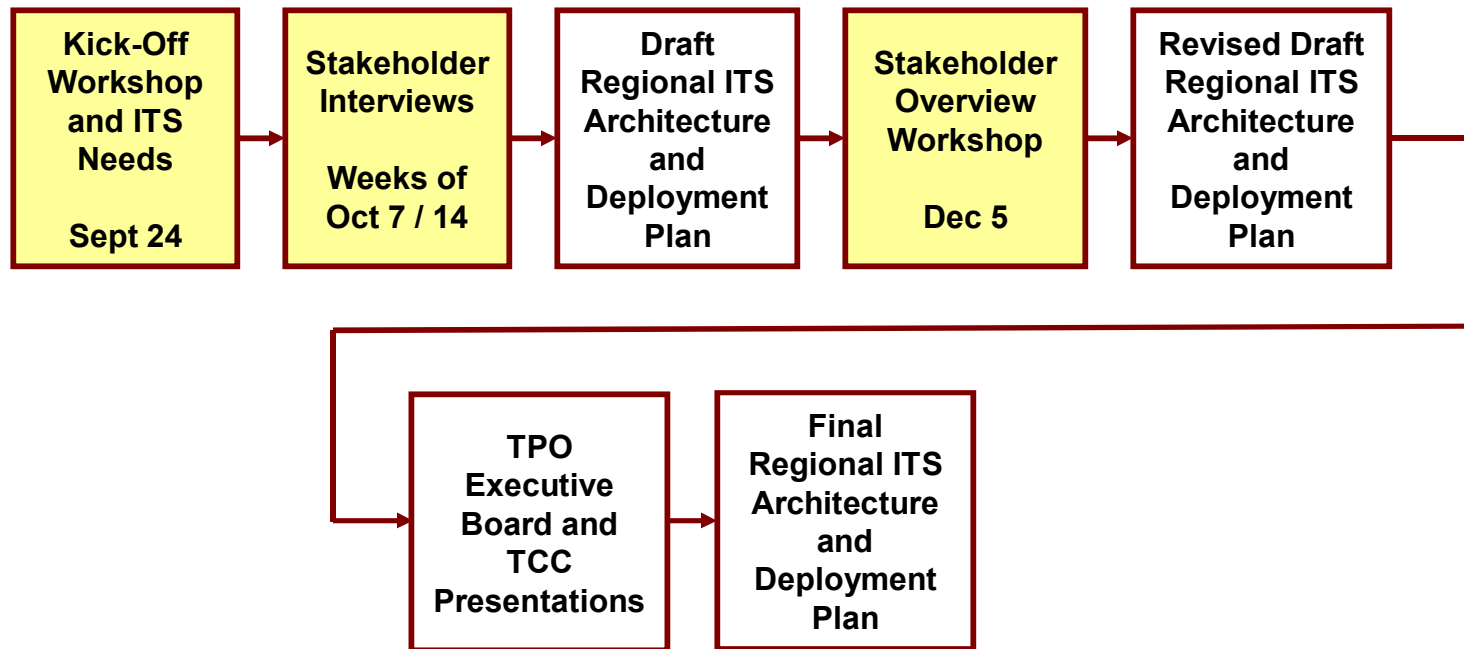 Kick-Off
Workshop
and ITS
Needs
Sept 24
Stakeholder
Interviews
Weeks of
Oct 7 / 14
Draft
Regional ITS
Architecture
and
Deployment
Plan
Stakeholder
Overview
Workshop
Dec 5
Revised Draft
Regional ITS
Architecture
and
Deployment
Plan
TPO
Executive
Board and
TCC
Presentations
Final
Regional ITS
Architecture
and
Deployment
Plan